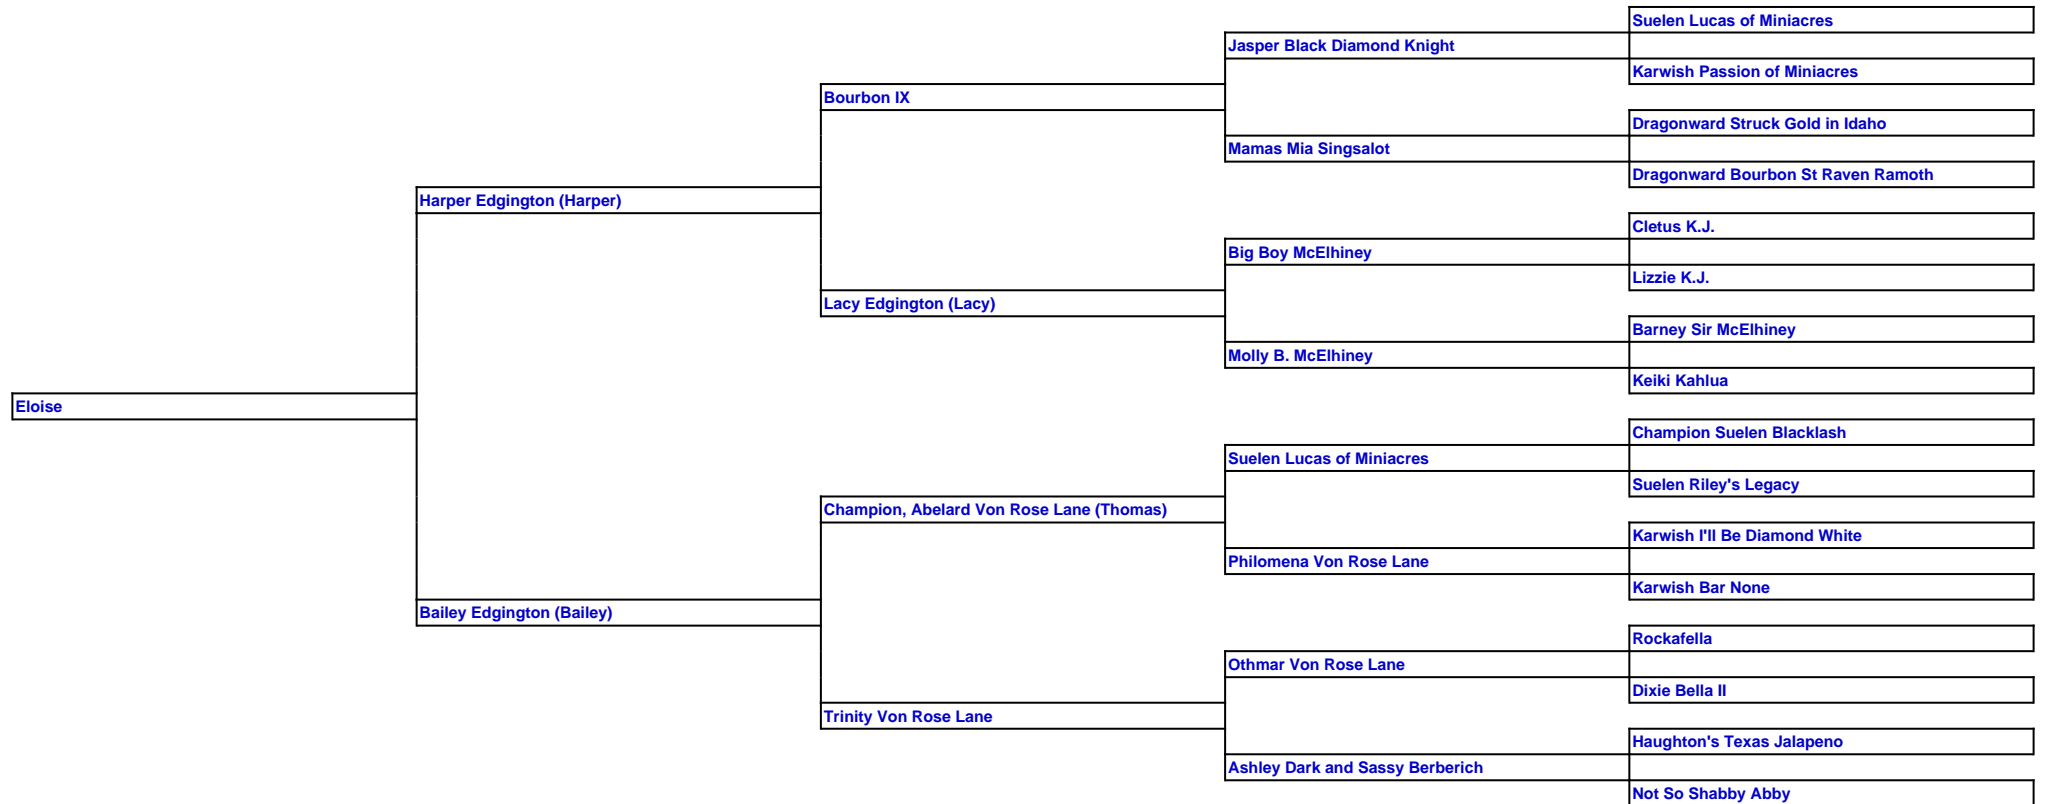 Suelen Lucas of Miniacres
Jasper Black Diamond Knight
Karwish Passion of Miniacres
Bourbon IX
Dragonward Struck Gold in Idaho
Mamas Mia Singsalot
Dragonward Bourbon St Raven Ramoth
Harper Edgington (Harper)
Cletus K.J.
Big Boy McElhiney
Lizzie K.J.
Lacy Edgington (Lacy)
Barney Sir McElhiney
Molly B. McElhiney
Keiki Kahlua
Eloise
Champion Suelen Blacklash
Suelen Lucas of Miniacres
Suelen Riley's Legacy
Champion, Abelard Von Rose Lane (Thomas)
Karwish I'll Be Diamond White
Philomena Von Rose Lane
Karwish Bar None
Bailey Edgington (Bailey)
Rockafella
Othmar Von Rose Lane
Dixie Bella II
Trinity Von Rose Lane
Haughton's Texas Jalapeno
Ashley Dark and Sassy Berberich
Not So Shabby Abby